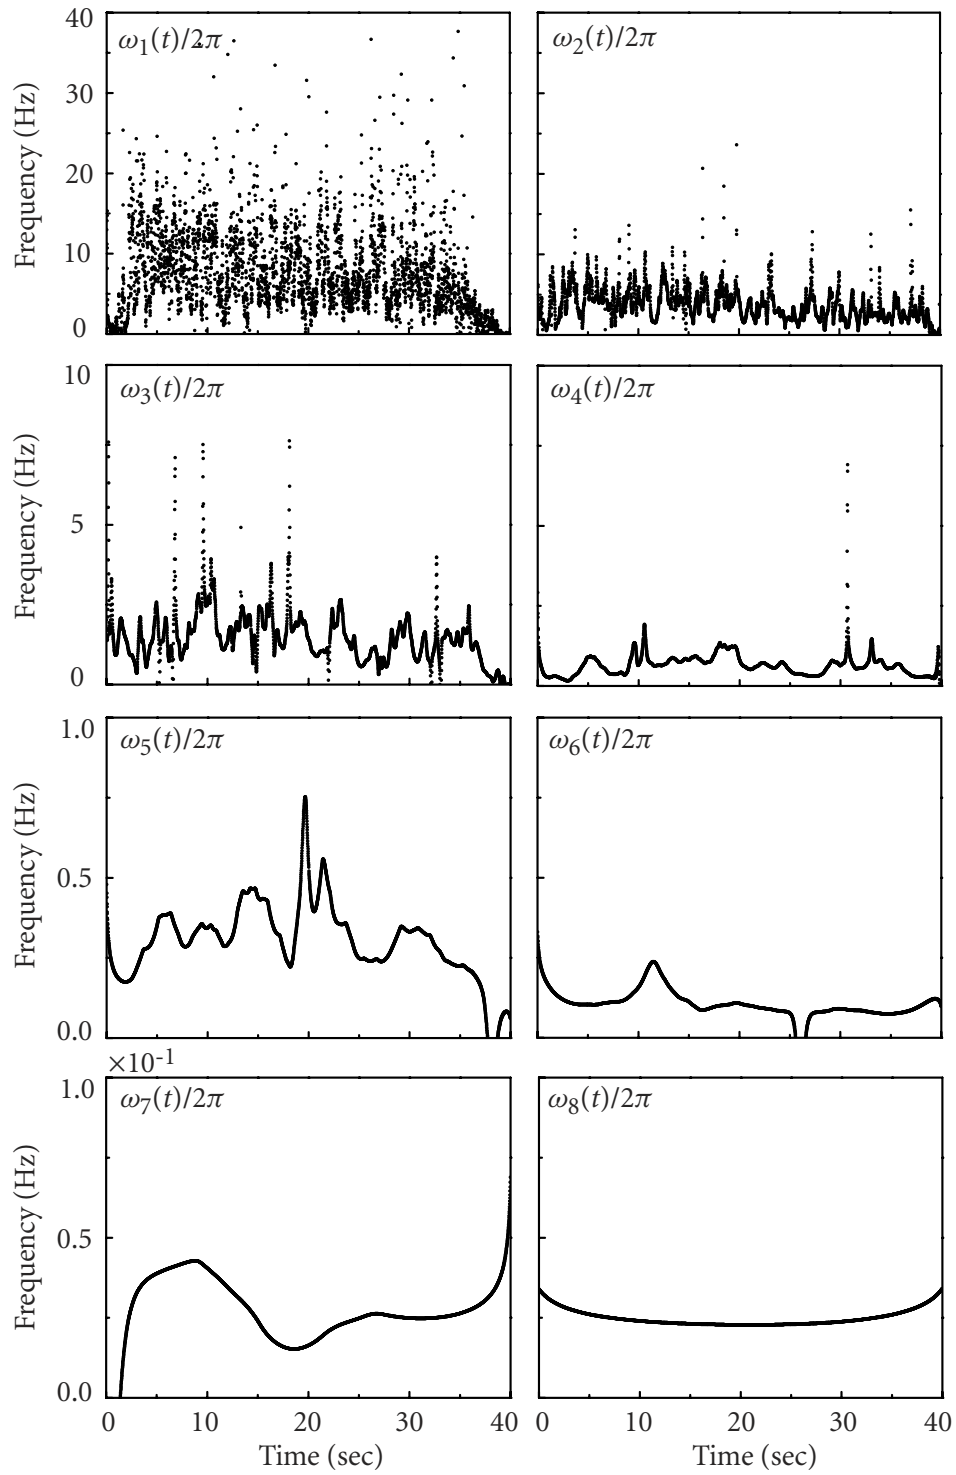 40
ω1(t)/2π
ω2(t)/2π
30
20
10
0
Frequency (Hz)
10
ω3(t)/2π
ω4(t)/2π
5
0
Frequency (Hz)
1.0
ω5(t)/2π
ω6(t)/2π
0.5
0.0
Frequency (Hz)
×10-1
1.0
ω7(t)/2π
ω8(t)/2π
0.5
0.0
Frequency (Hz)
0 10 20 30 40
0 10 20 30 40
Time (sec)
Time (sec)